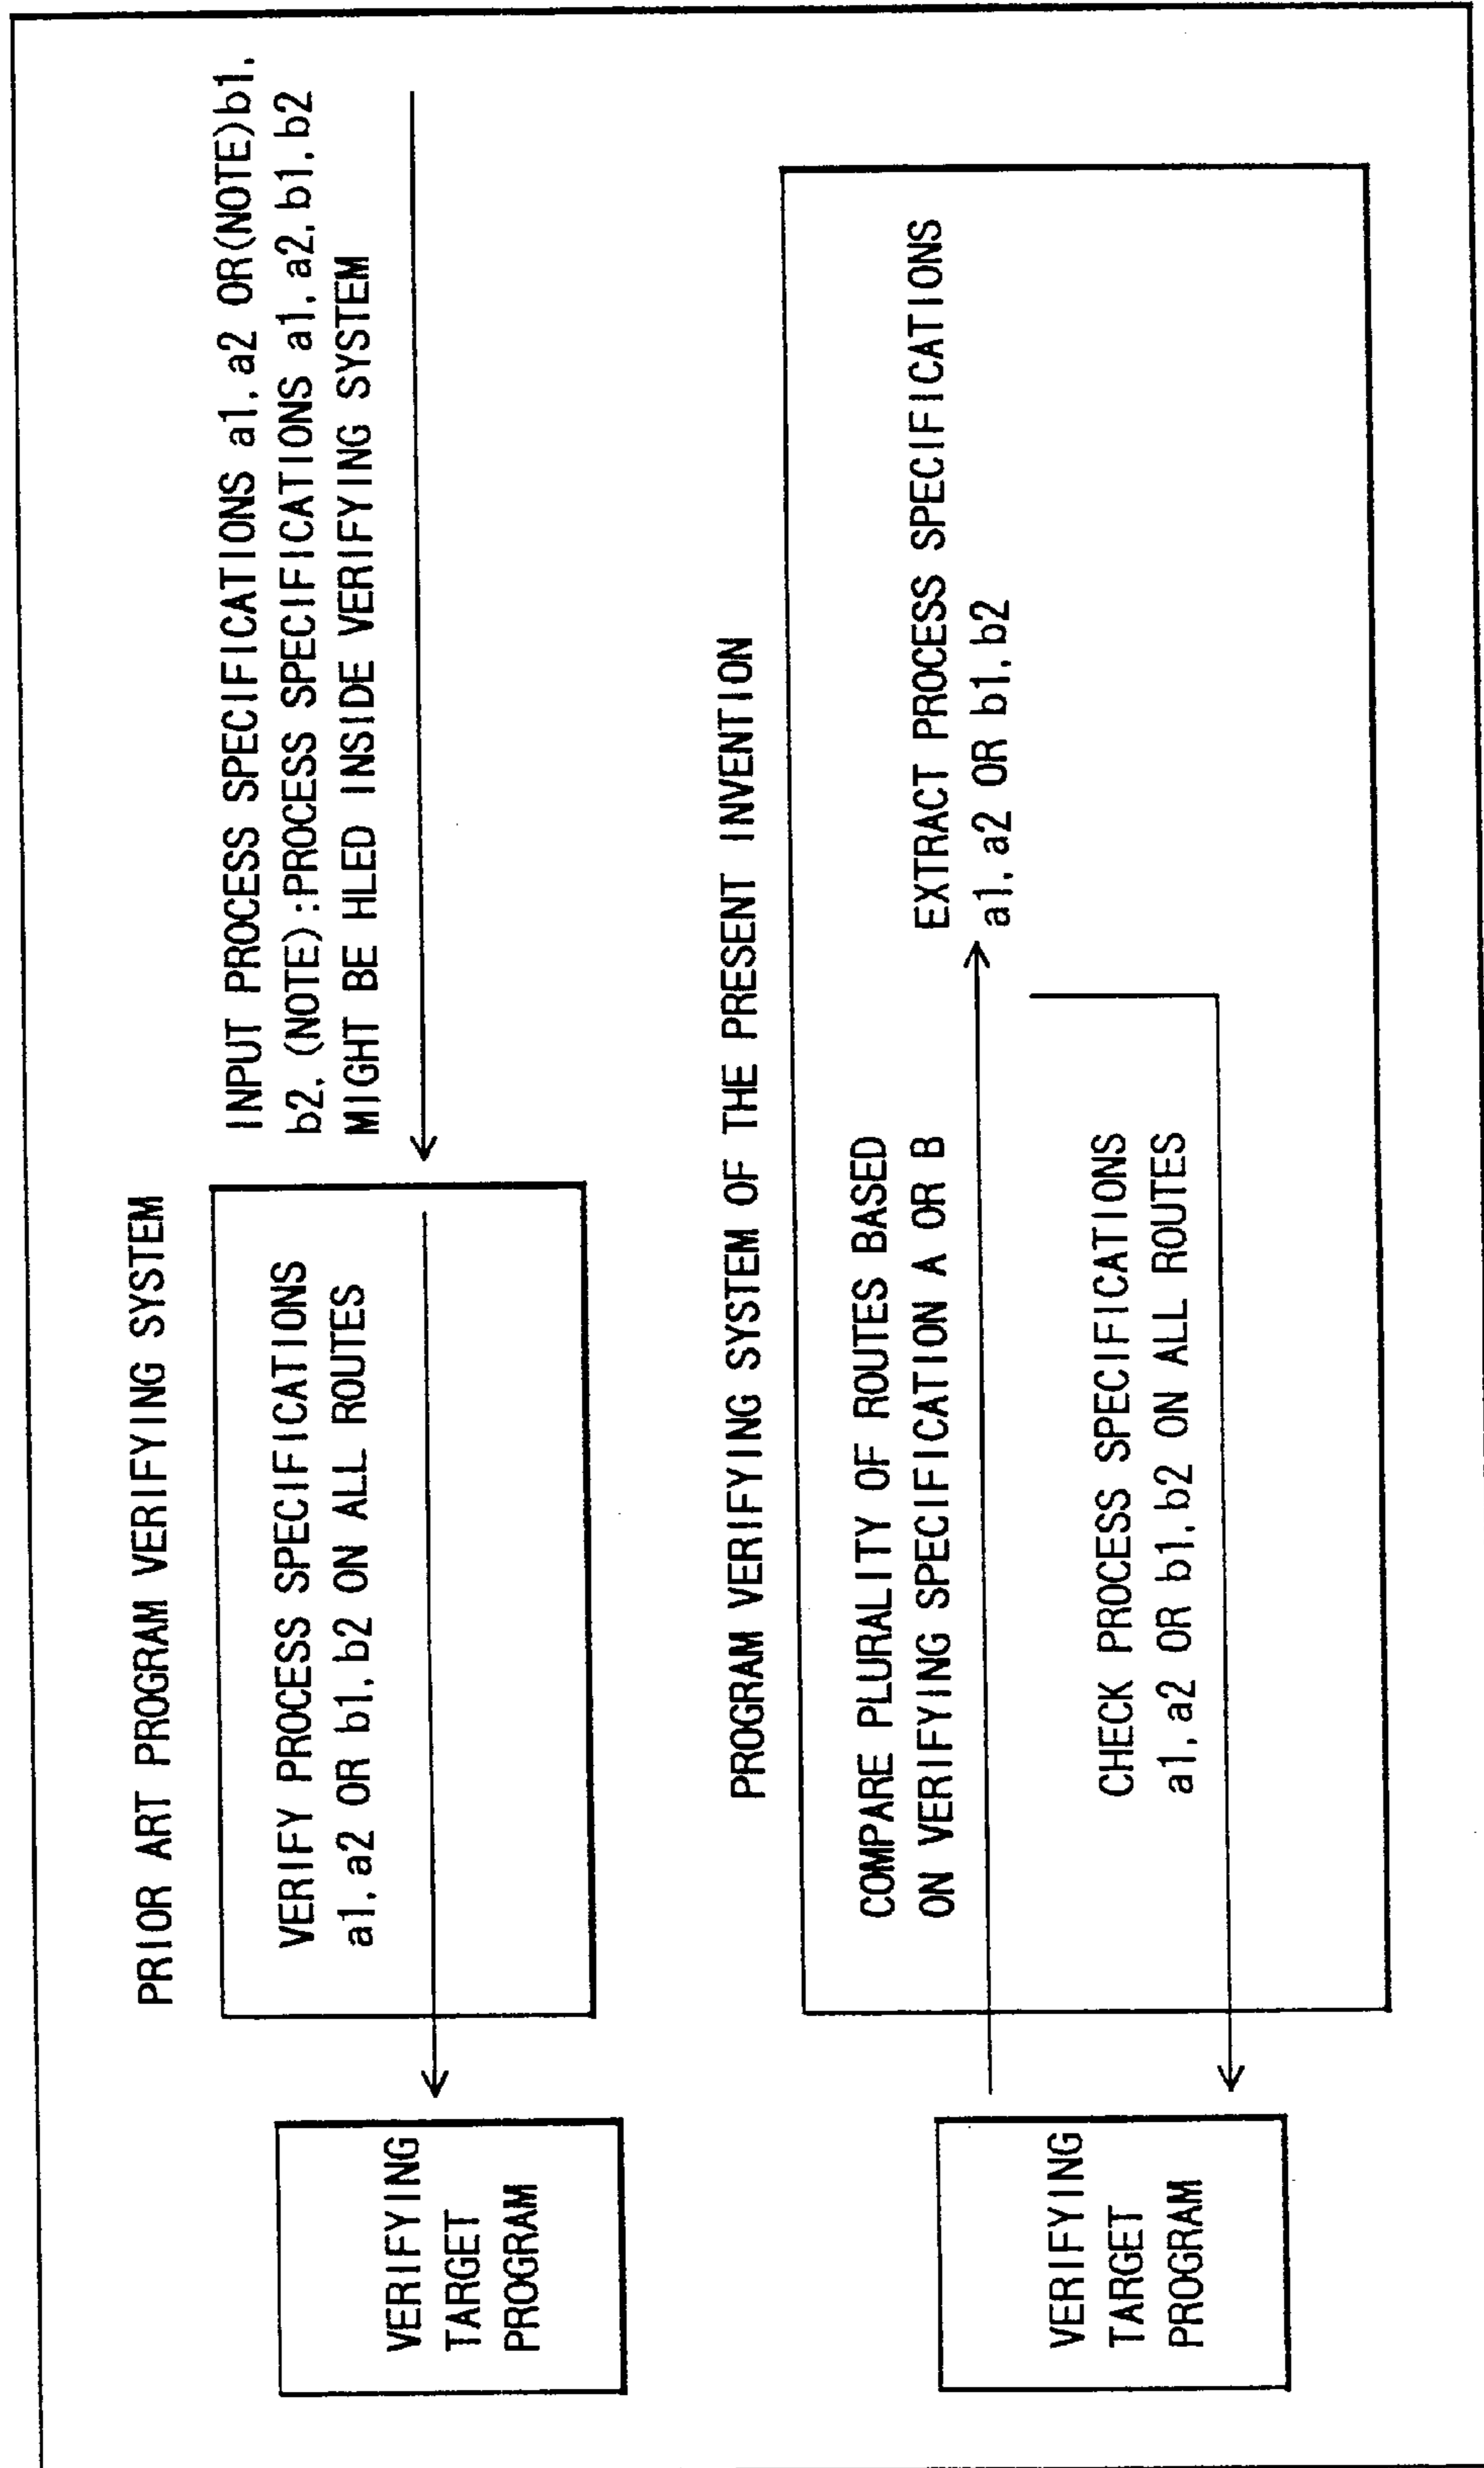 PRIOR ART PROGRAM VERIFYING SYSTEM
VERIFYING
TARGET
PROGRAM
VERIFY PROCESS SPECIFICATIONS
a1, a2 OR b1, b2 ON ALL ROUTES
INPUT PROCESS SPECIFICATIONS a1, a2 OR(NOTE)b1,
b2, (NOTE):PROCESS SPECIFICATIONS a1, a2, b1, b2
MIGHT BE HLED INSIDE VERIFYING SYSTEM
PROGRAM VERIFYING SYSTEM OF THE PRESENT INVENTION
VERIFYING
TARGET
PROGRAM
COMPARE PLURALITY OF ROUTES BASED
ON VERIFYING SPECIFICATION A OR B
EXTRACT PROCESS SPECIFICATIONS
a1, a2 OR b1, b2
CHECK PROCESS SPECIFICATIONS
a1, a2 OR b1, b2 ON ALL ROUTES